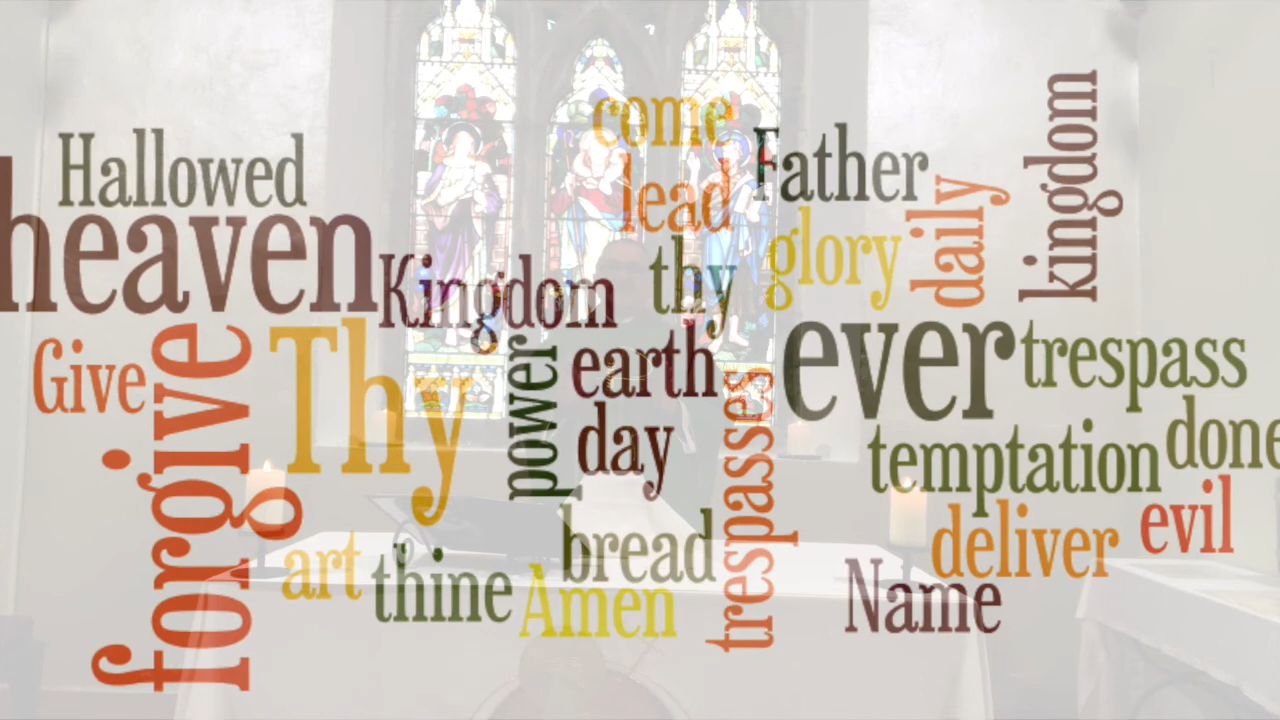 come
Hallowed
Father
kingdom
lead
heaven
daily
glory
thy
Kingdom
Give
forgive
Thy
power
earth
ever
trespass
day
trespasses
temptation
done
evil
deliver
bread
art
thine
Amen
Name